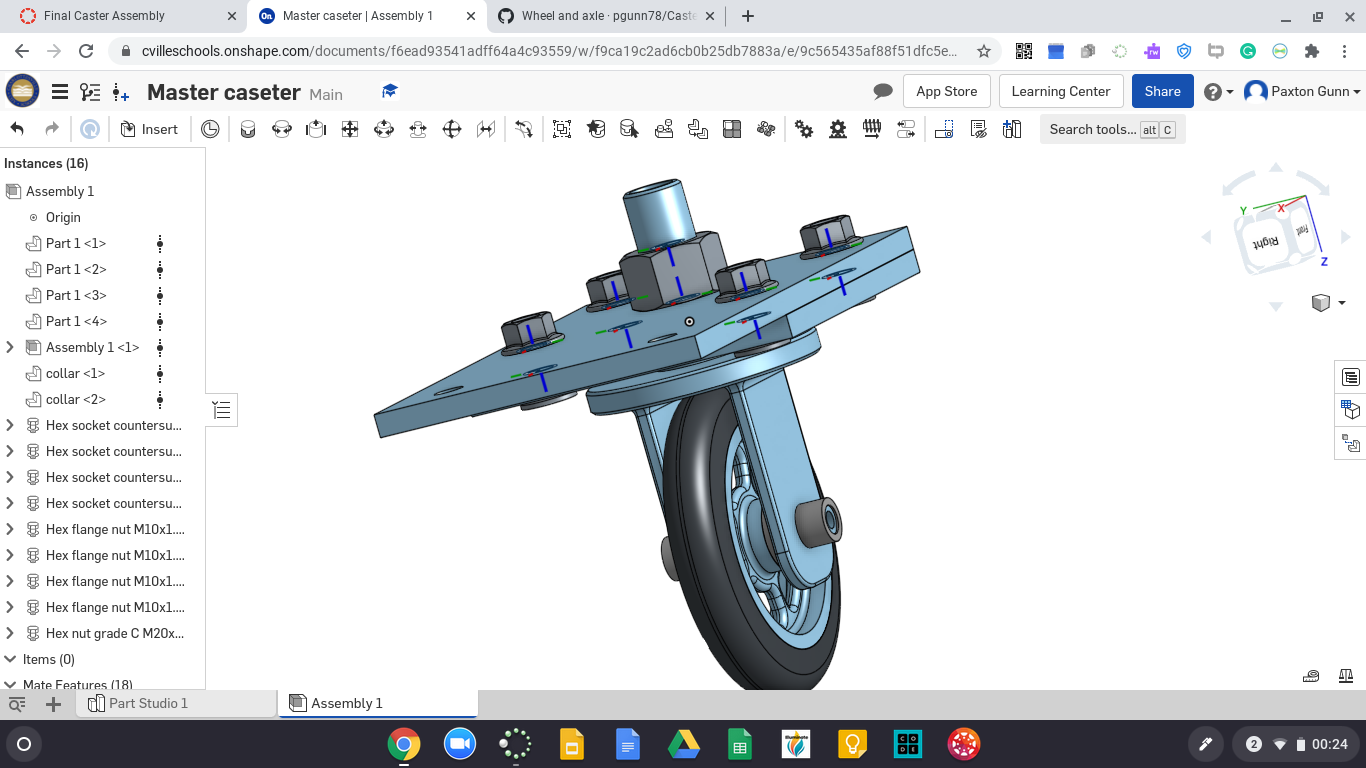 Final Caster Assembly
On
Master caseter | Assembly 1
Wheel and axle · pgunn78/Caste
cvilleschools.onshape.com/documents/f6ead93541adff64a4c93559/w/f9ca19c2ad6cb0b25db7883a/e/9c565435af88f51dfc5e...
Master caseter Main
App Store
Learning Center
Share
Paxton Gunn
Insert
Search tools... alt C
Instances (16)
Assembly 1
Origin
Part 1 <1>
Part 1 <2>
Part 1 <3>
Part 1 <4>
Assembly 1 <1>
collar <1>
collar <2>
Hex socket countersu...
Hex socket countersu...
Hex socket countersu...
Hex socket countersu...
Hex flange nut M10x1....
Hex flange nut M10x1....
Hex flange nut M10x1....
Hex flange nut M10x1....
Hex nut grade C M20x...
Items (0)
Mate Features (18)
Y
X
Z
Right
Front
Part Studio 1
Assembly 1
Illuminate
CODE
2
00:24